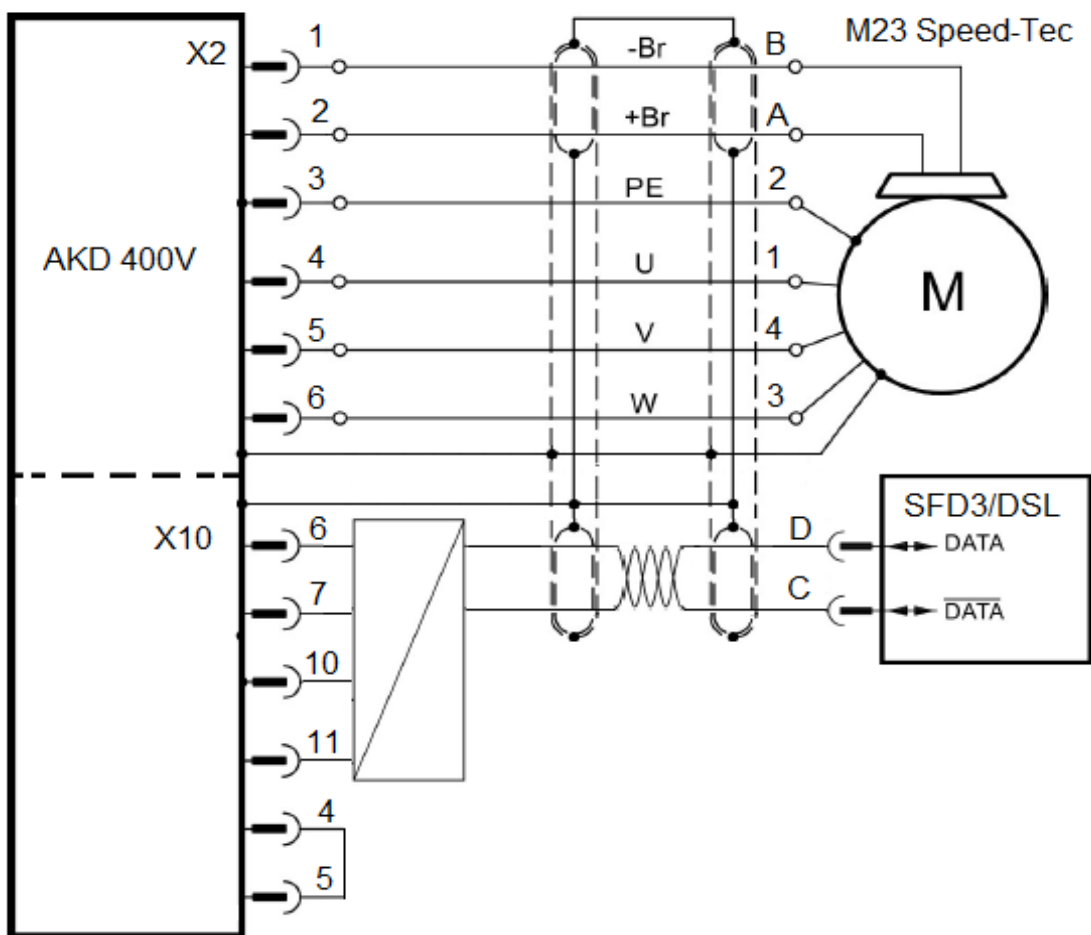 X2
1
-Br
B
M23 Speed-Tec
2
+Br
A
3
PE
2
AKD 400V
4
U
1
M
5
V
4
6
W
3
X10
6
D
SFD3/DSL
DATA
7
C
DATA
10
11
4
5